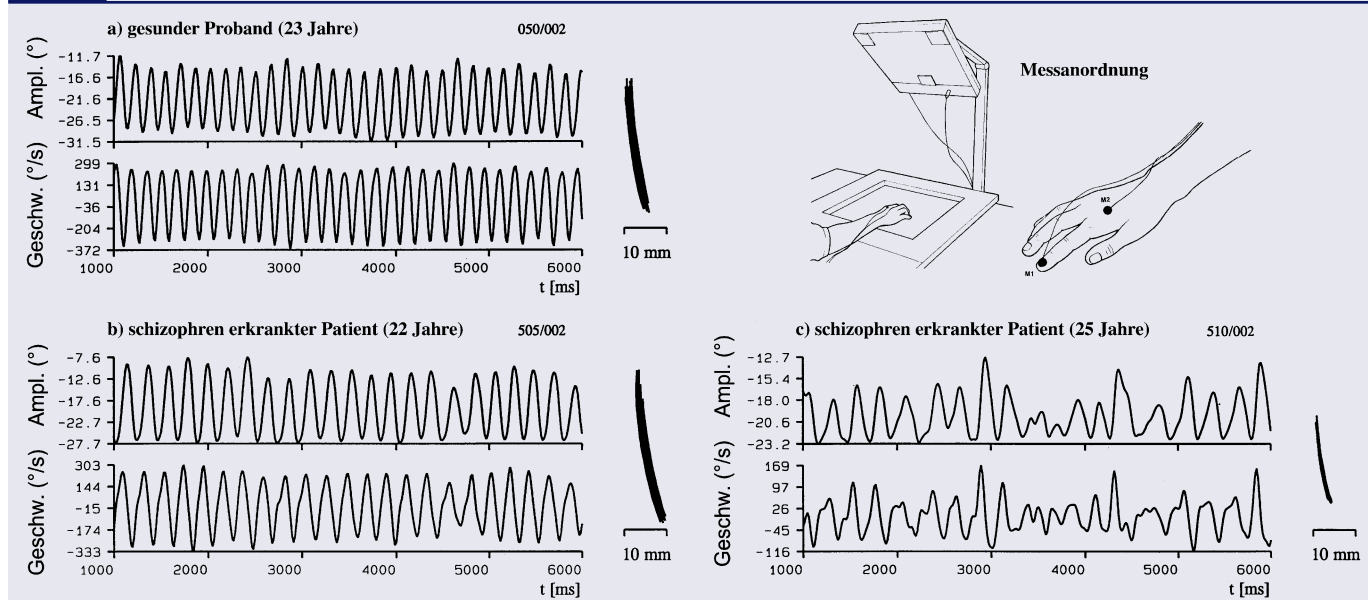 a) gesunder Proband (23 Jahre) 050/002
Ampl. (°)
-11.7
-16.6
-21.6
-26.5
-31.5
Geschw. (°/s)
299
131
-36
-204
-372
1000 2000 3000 4000 5000 6000
t [ms]
10 mm
Messanordnung
M2
M1
b) schizophren erkrankter Patient (22 Jahre) 505/002
Ampl. (°)
-7.6
-12.6
-17.6
-22.7
-27.7
Geschw. (°/s)
303
144
-15
-174
-333
1000 2000 3000 4000 5000 6000
t [ms]
10 mm
c) schizophren erkrankter Patient (25 Jahre) 510/002
Ampl. (°)
-12.7
-15.4
-18.0
-20.6
-23.2
Geschw. (°/s)
169
97
26
-45
-116
1000 2000 3000 4000 5000 6000
t [ms]
10 mm